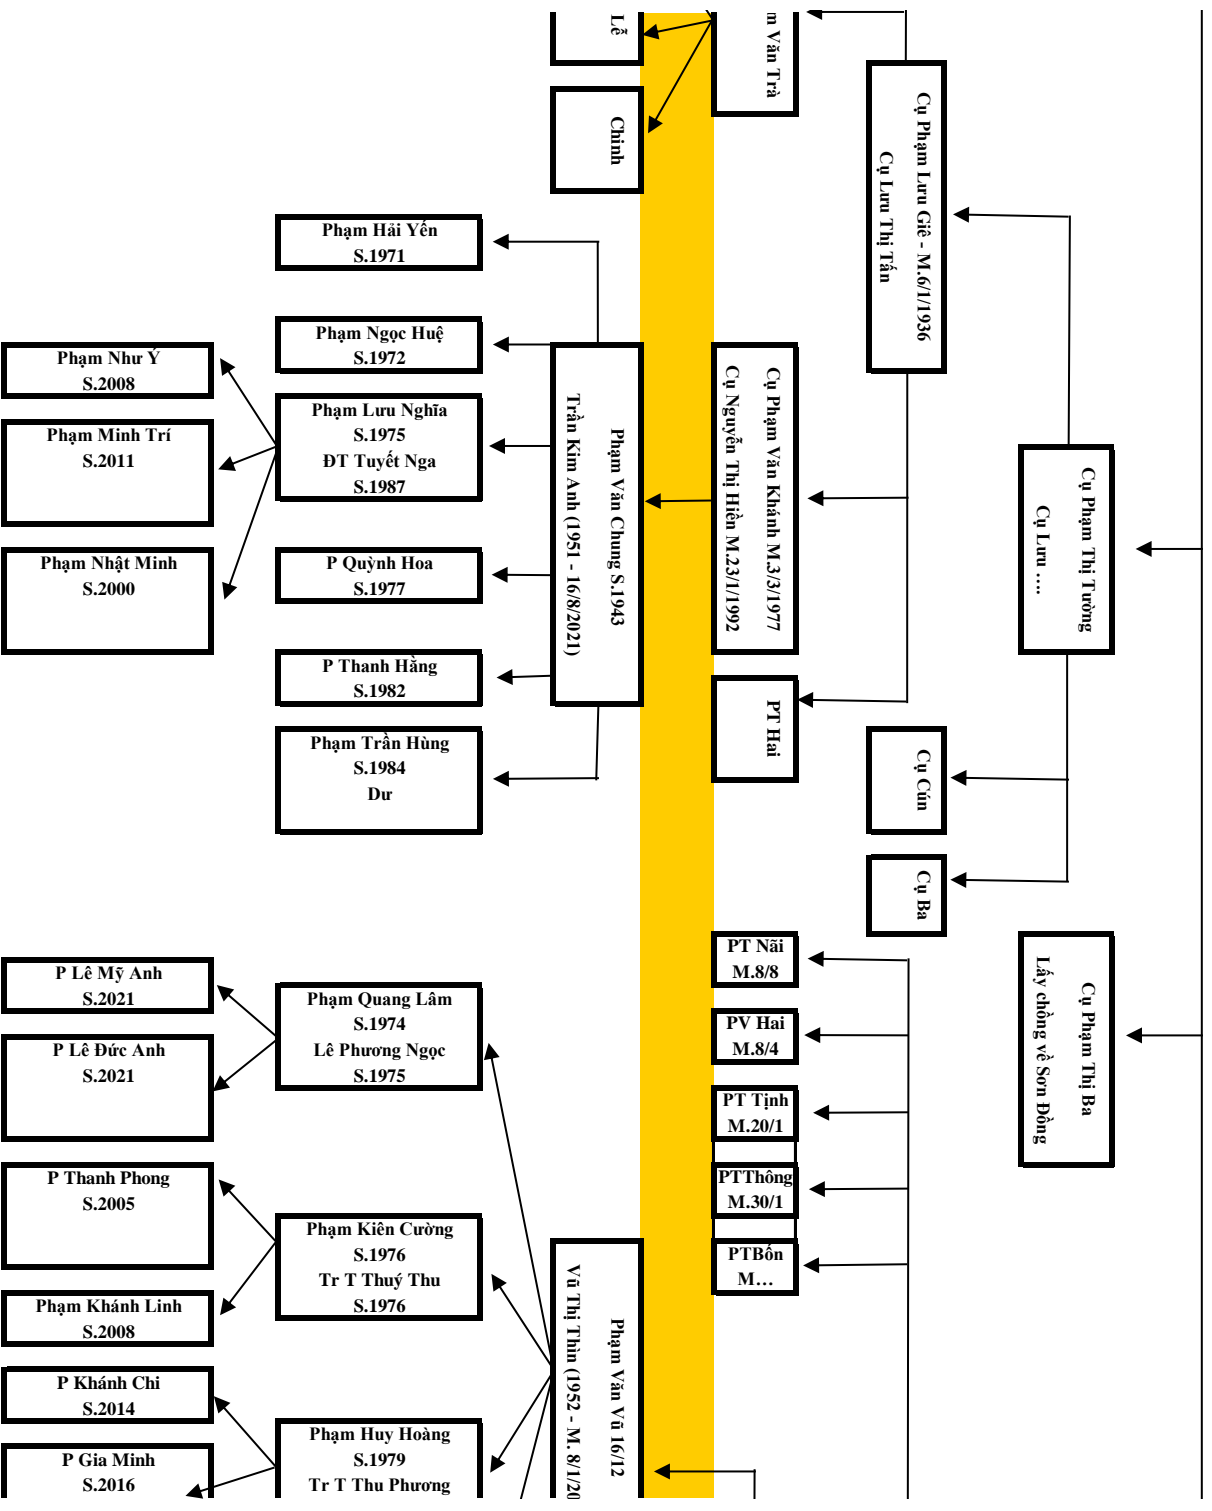 Lễ
m Văn Trà
Chinh
Cụ Phạm Lưu Giê - M.6/1/1936
Cụ Lưu Thị Tấn
Phạm Hải Yến
S.1971
Phạm Ngọc Huệ
S.1972
Phạm Như Ý
S.2008
Phạm Minh Trí
S.2011
Phạm Nhật Minh
S.2000
Phạm Lưu Nghĩa
S.1975
ĐT Tuyết Nga
S.1987
P Quỳnh Hoa
S.1977
P Thanh Hằng
S.1982
Phạm Trần Hùng
S.1984
Dư
Phạm Văn Chung S.1943
Trần Kim Anh (1951 - 16/8/2021)
Cụ Phạm Văn Khánh M.3/3/1977
Cụ Nguyễn Thị Hiền M.23/1/1992
PT Hai
Cụ Phạm Thị Tường
Cụ Lưu ....
Cụ Cún
Cụ Ba
Cụ Phạm Thị Ba
Lấy chồng về Sơn Đồng
PT Nãi
M.8/8
PV Hai
M.8/4
PT Tịnh
M.20/1
PTThông
M.30/1
PTBốn
M...
P Lê Mỹ Anh
S.2021
P Lê Đức Anh
S.2021
Phạm Quang Lâm
S.1974
Lê Phương Ngọc
S.1975
P Thanh Phong
S.2005
Phạm Khánh Linh
S.2008
Phạm Kiên Cường
S.1976
Tr T Thuý Thu
S.1976
P Khánh Chi
S.2014
P Gia Minh
S.2016
Phạm Huy Hoàng
S.1979
Tr T Thu Phương
Phạm Văn Vũ 16/12
Vũ Thị Thìn (1952 - M. 8/1/20